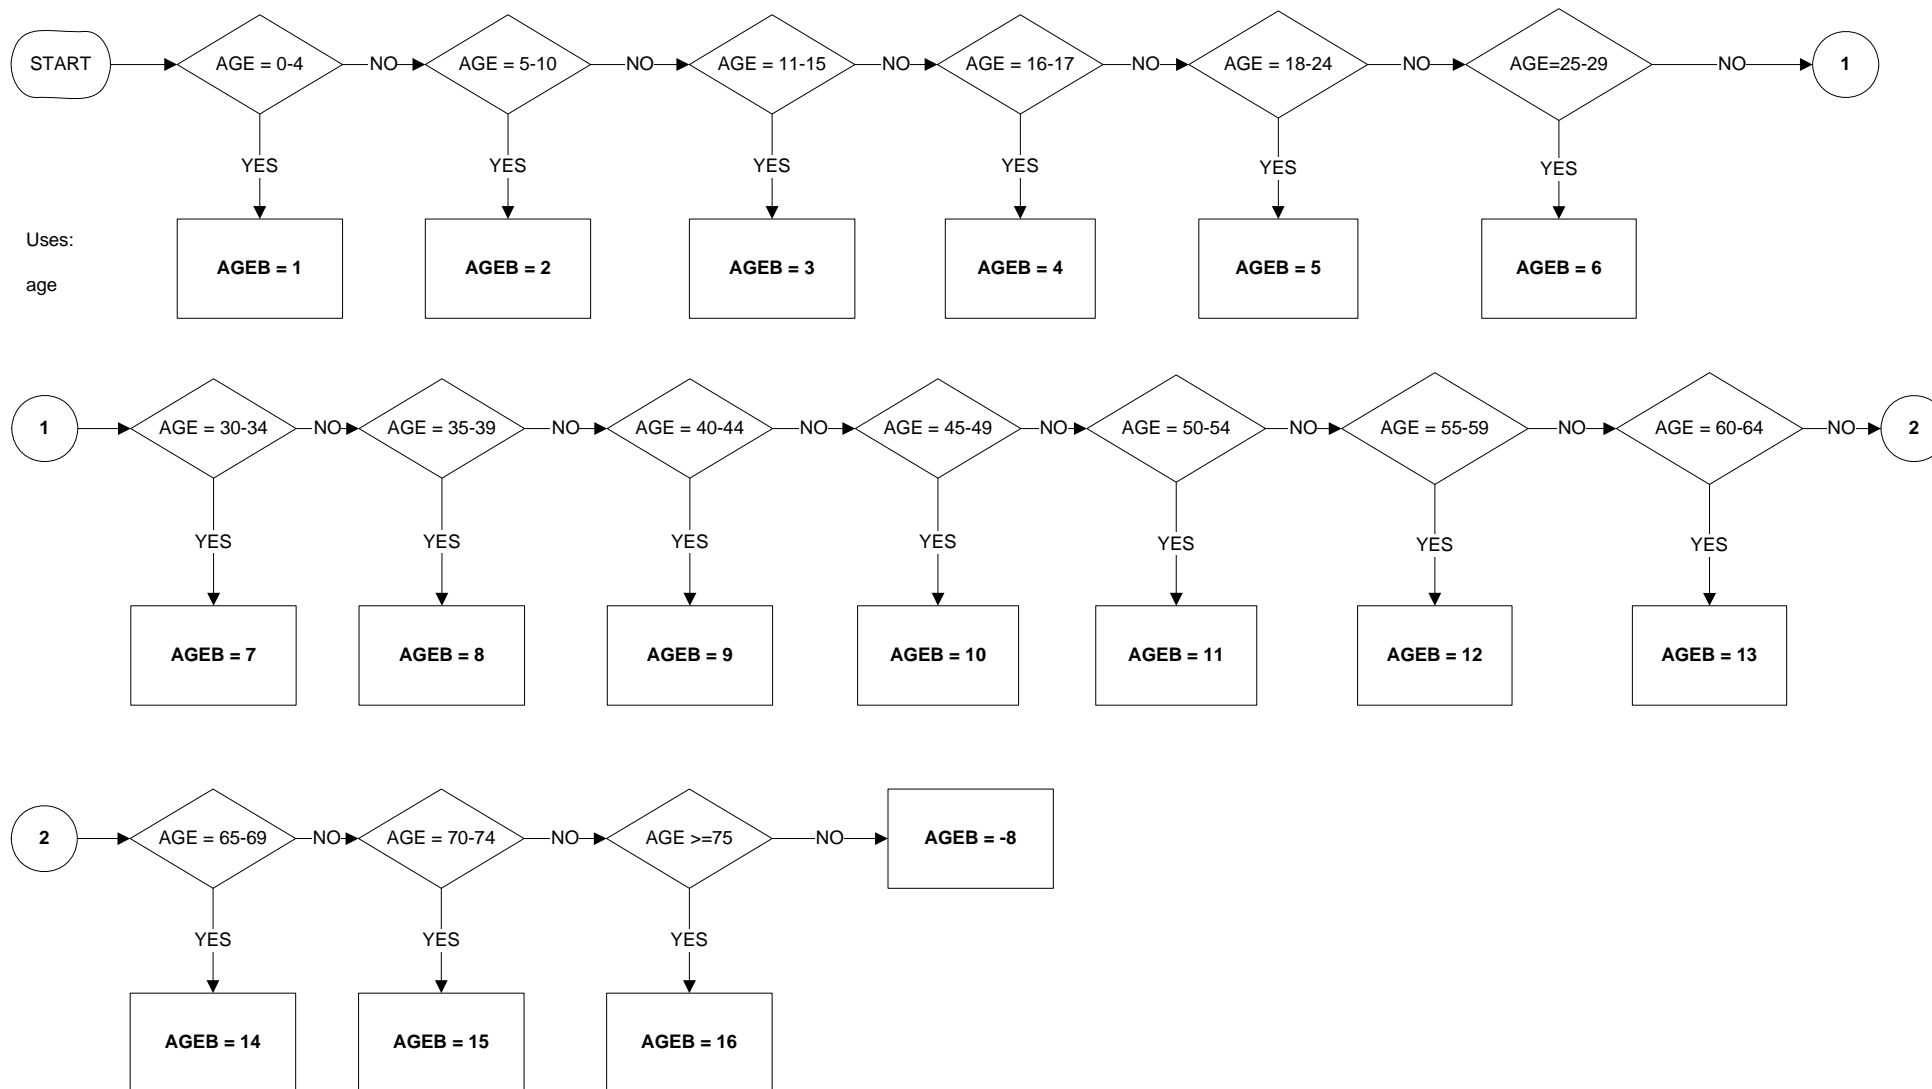 START
AGE = 0-4
NO
AGE = 5-10
NO
AGE = 11-15
NO
AGE = 16-17
NO
AGE = 18-24
NO
AGE=25-29
NO
1
YES
YES
YES
YES
YES
YES
Uses:
age
AGEB = 1
AGEB = 2
AGEB = 3
AGEB = 4
AGEB = 5
AGEB = 6
1
AGE = 30-34
NO
AGE = 35-39
NO
AGE = 40-44
NO
AGE = 45-49
NO
AGE = 50-54
NO
AGE = 55-59
NO
AGE = 60-64
NO
2
YES
YES
YES
YES
YES
YES
YES
AGEB = 7
AGEB = 8
AGEB = 9
AGEB = 10
AGEB = 11
AGEB = 12
AGEB = 13
2
AGE = 65-69
NO
AGE = 70-74
NO
AGE >=75
NO
AGEB = -8
YES
YES
YES
AGEB = 14
AGEB = 15
AGEB = 16